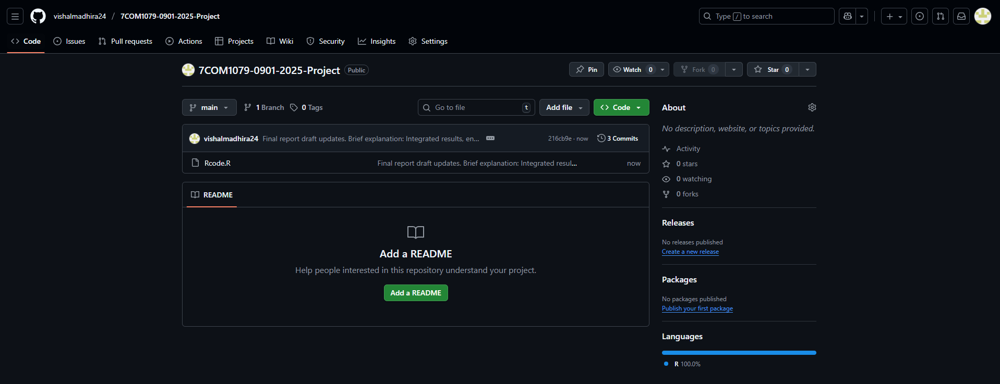 vishalmadhira24 / 7COM1079-0901-2025-Project
Type / to search
Code Issues Pull requests Actions Projects Wiki Security Insights Settings
7COM1079-0901-2025-Project Public
Pin Watch 0 Fork 0 Star 0
main 1 Branch 0 Tags
Go to file t Add file Code
vishalmadhira24 Final report draft updates. Brief explanation: Integrated results, en... 216cb9e · now 3 Commits
Rcode.R Final report draft updates. Brief explanation: Integrated resul... now
README
Add a README
Help people interested in this repository understand your project.
Add a README
About
No description, website, or topics provided.
Activity
0 stars
0 watching
0 forks
Releases
No releases published
Create a new release
Packages
No packages published
Publish your first package
Languages
R 100.0%